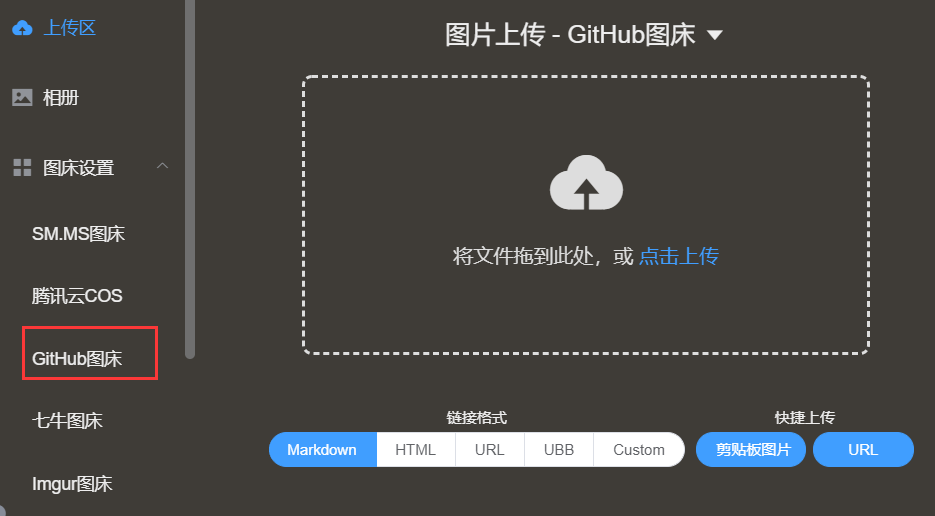 上传区
相册
图床设置
SM.MS图床
腾讯云COS
GitHub图床
七牛图床
Imgur图床
图片上传 - GitHub图床
将文件拖到此处，或 点击上传
链接格式
Markdown HTML URL UBB Custom
快捷上传
剪贴板图片 URL